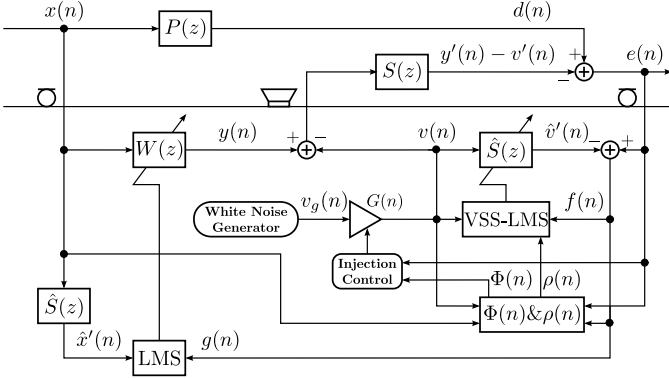 x(n)
d(n)
P(z)
y′(n) − v′(n)
+
e(n)
S(z)
−
y(n)
+
−
v(n)
v̂′(n)
−
+
W(z)
Ŝ(z)
v_g(n)
G(n)
f(n)
White Noise
Generator
VSS-LMS
Injection
Control
Φ(n)
ρ(n)
Ŝ(z)
Φ(n)&ρ(n)
x̂′(n)
g(n)
LMS